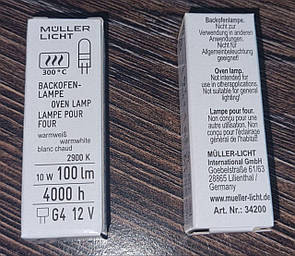 MÜLLER
LICHT
300°C
BACKOFEN-
LAMPE
OVEN LAMP
LAMPE POUR
FOUR
warmweiß
warmwhite
blanc chaud
2900 K
10 W 100 lm
4000 h
G4 12 V
Backofenlampe.
Nicht zur
Verwendung in anderen
Anwendungen.
Nicht für
Allgemeinbeleuchtung
geeignet!
Oven lamp.
Not intended for
use in otherapplications.
Not suitable for general
lighting!
Lampe pour four.
Non conçu pour une
autre utilisation.
Non conçu d'éclairage
général de l'habitat!
MÜLLER-LICHT
International GmbH
Goebelstraße 61/63
28865 Lilienthal /
Germany
www.mueller-licht.de
Art. Nr.: 34200